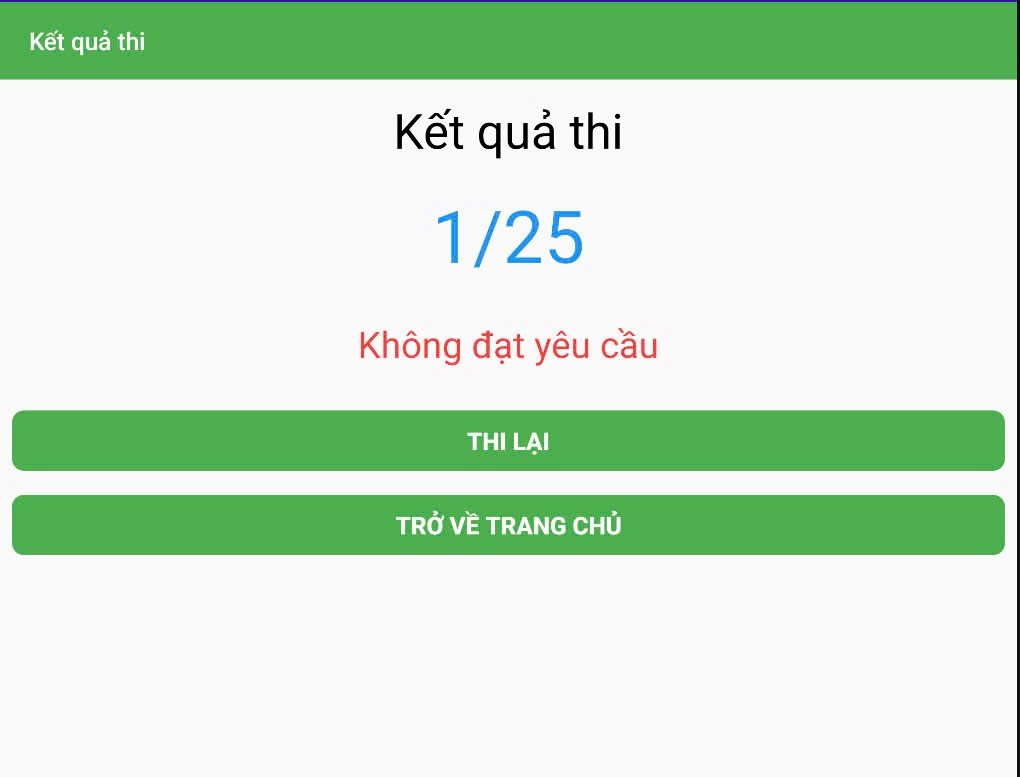 Kết quả thi
Kết quả thi
1/25
Không đạt yêu cầu
THI LẠI
TRỞ VỀ TRANG CHỦ